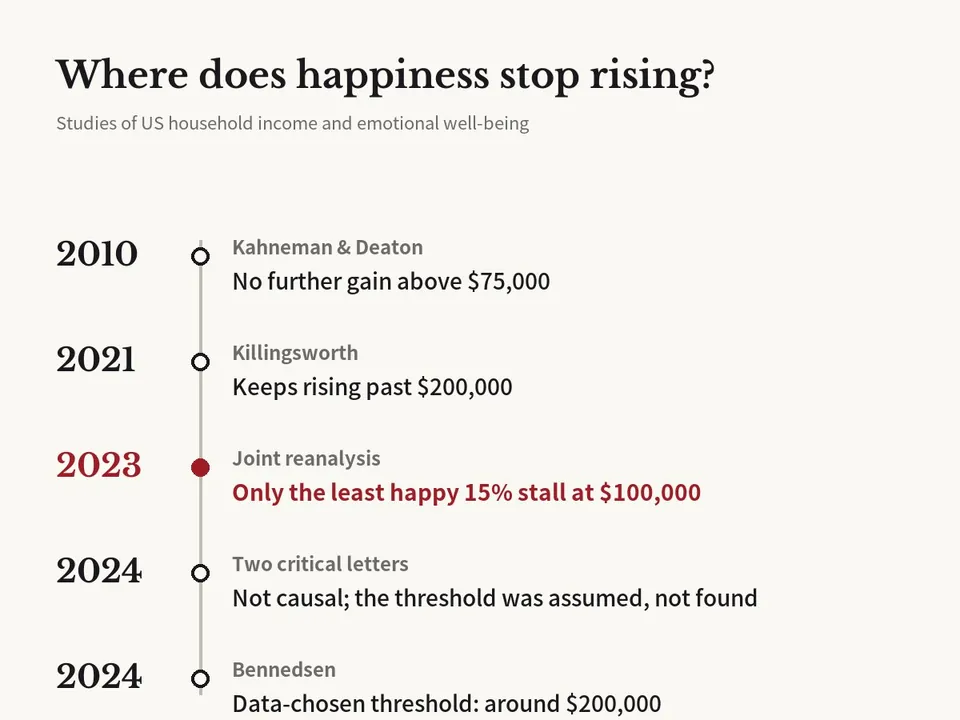 Where does happiness stop rising?
Studies of US household income and emotional well-being
2010
Kahneman & Deaton
No further gain above $75,000
2021
Killingsworth
Keeps rising past $200,000
2023
Joint reanalysis
Only the least happy 15% stall at $100,000
2024
Two critical letters
Not causal; the threshold was assumed, not found
2024
Bennedsen
Data-chosen threshold: around $200,000